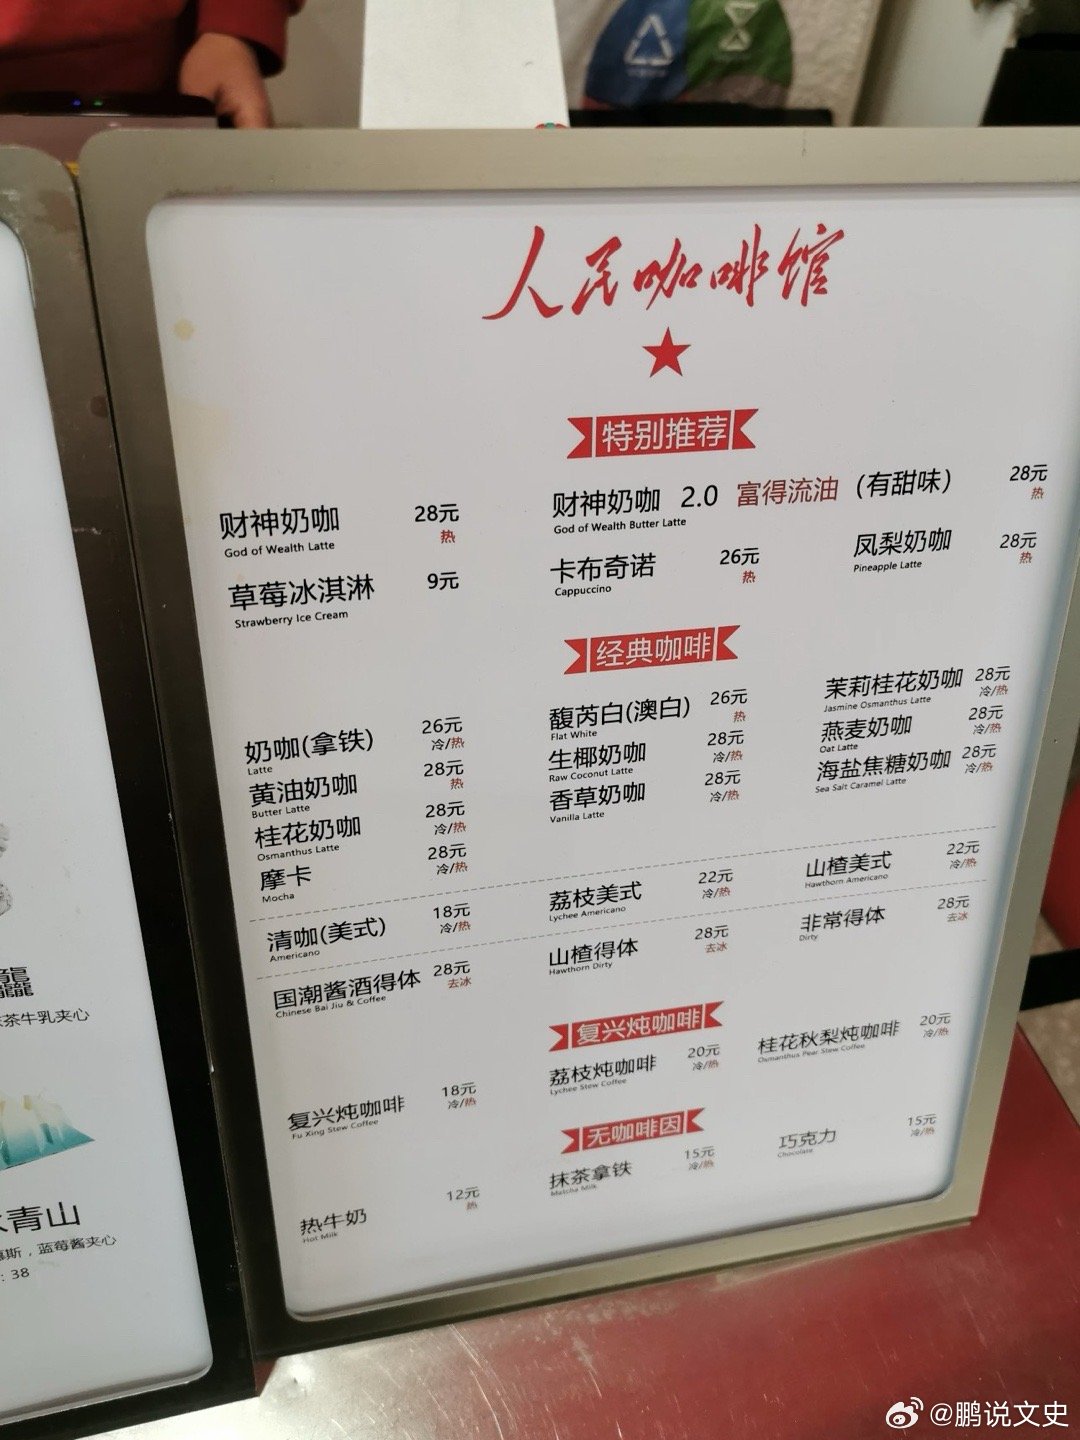 人民咖啡馆
特别推荐
财神奶咖 28元
God of Wealth Latte 热
财神奶咖 2.0 富得流油 (有甜味) 28元
God of Wealth Butter Latte 热
草莓冰淇淋 9元
Strawberry Ice Cream
卡布奇诺 26元
Cappuccino 热
凤梨奶咖 28元
Pineapple Latte 热
经典咖啡
奶咖(拿铁) 26元
Latte 冷/热
黄油奶咖 28元
Butter Latte 热
桂花奶咖 28元
Osmanthus Latte 冷/热
摩卡 28元
Mocha 冷/热
馥芮白(澳白) 26元
Flat White 热
生椰奶咖 28元
Raw Coconut Latte 冷/热
香草奶咖 28元
Vanilla Latte 冷/热
茉莉桂花奶咖 28元
Jasmine Osmanthus Latte 冷/热
燕麦奶咖 28元
Oat Latte 冷/热
海盐焦糖奶咖 28元
Sea Salt Caramel Latte 冷/热
清咖(美式) 18元
Americano 冷/热
荔枝美式 22元
Lychee Americano 冷/热
山楂美式 22元
Hawthorn Americano 冷/热
国潮酱酒得体 28元
Chinese Bai Jiu & Coffee 去冰
山楂得体 28元
Hawthorn Dirty 去冰
非常得体 28元
Dirty 去冰
复兴炖咖啡
复兴炖咖啡 18元
Fu Xing Stew Coffee 冷/热
荔枝炖咖啡 20元
Lychee Stew Coffee 冷/热
桂花秋梨炖咖啡 20元
Osmanthus Pear Stew Coffee 冷/热
无咖啡因
热牛奶 12元
Hot Milk 热
抹茶拿铁 15元
Matcha Milk 冷/热
巧克力 15元
Chocolate 冷/热
茶牛乳夹心
青山
慕斯，蓝莓酱夹心
: 38
@鹏说文史